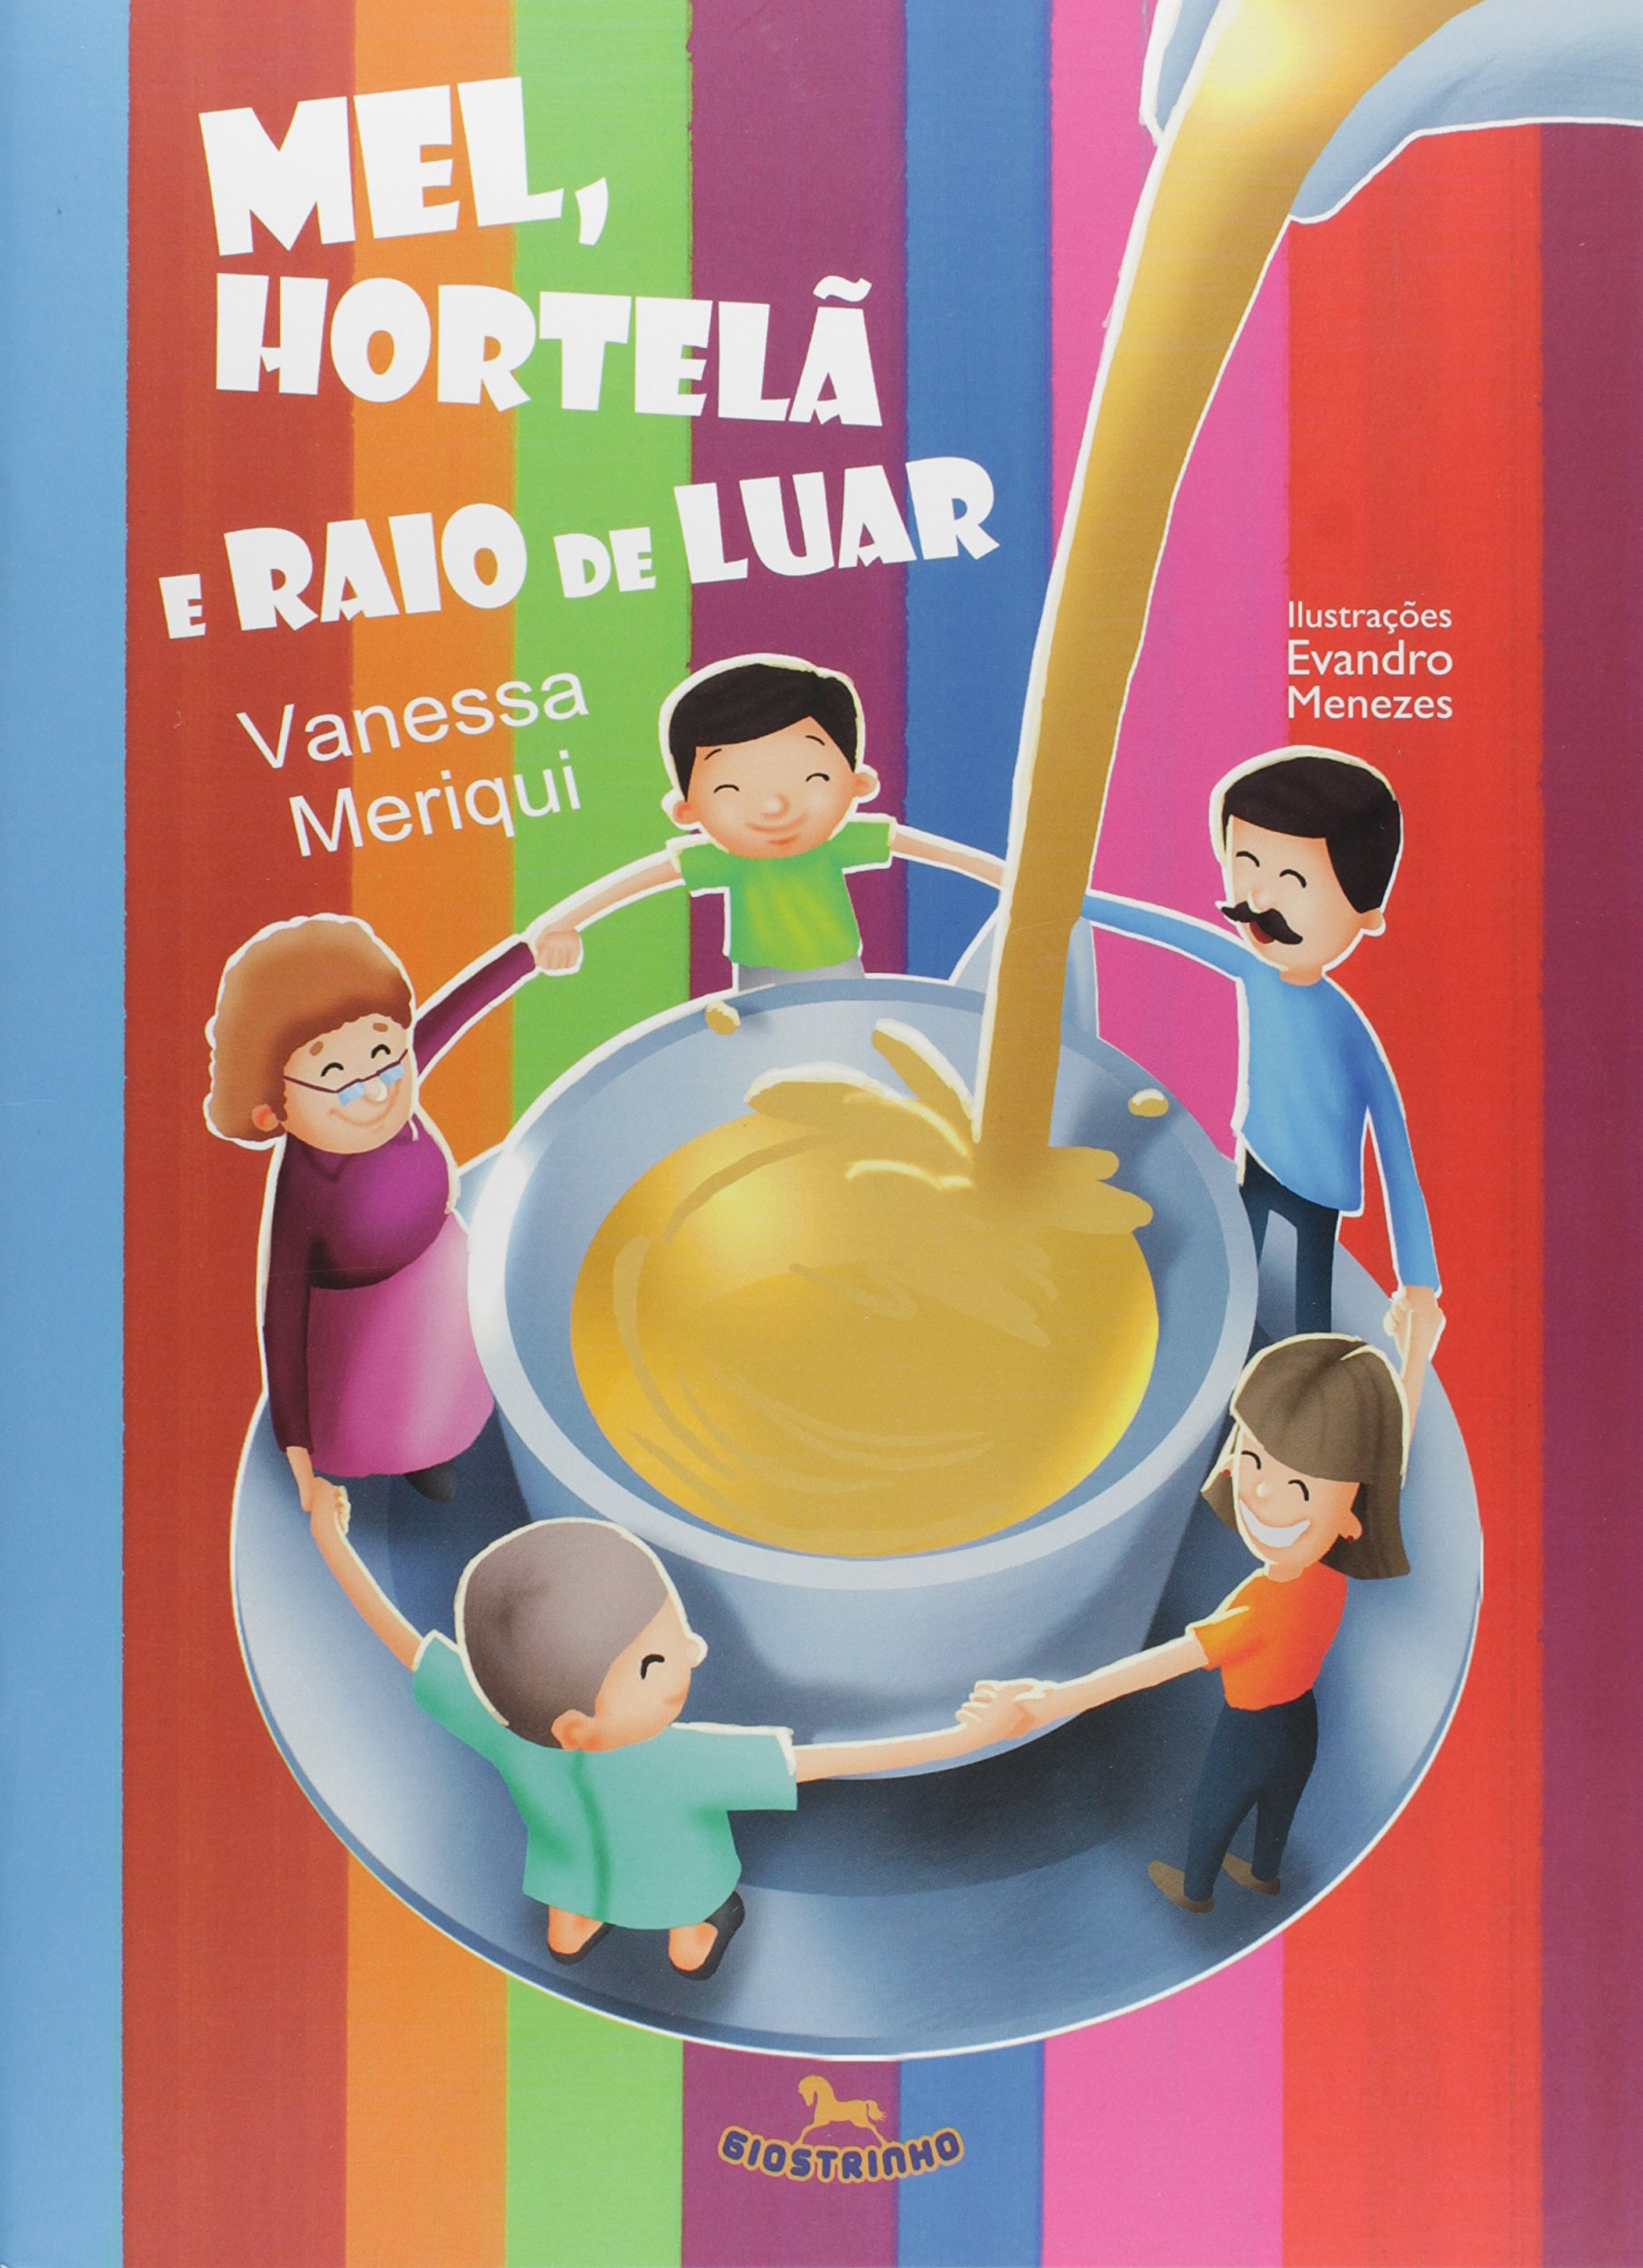 MEL,
HORTELÃ
E RAIO DE LUAR
Vanessa
Meriqui
Ilustrações
Evandro
Menezes
GIOSTRINHO